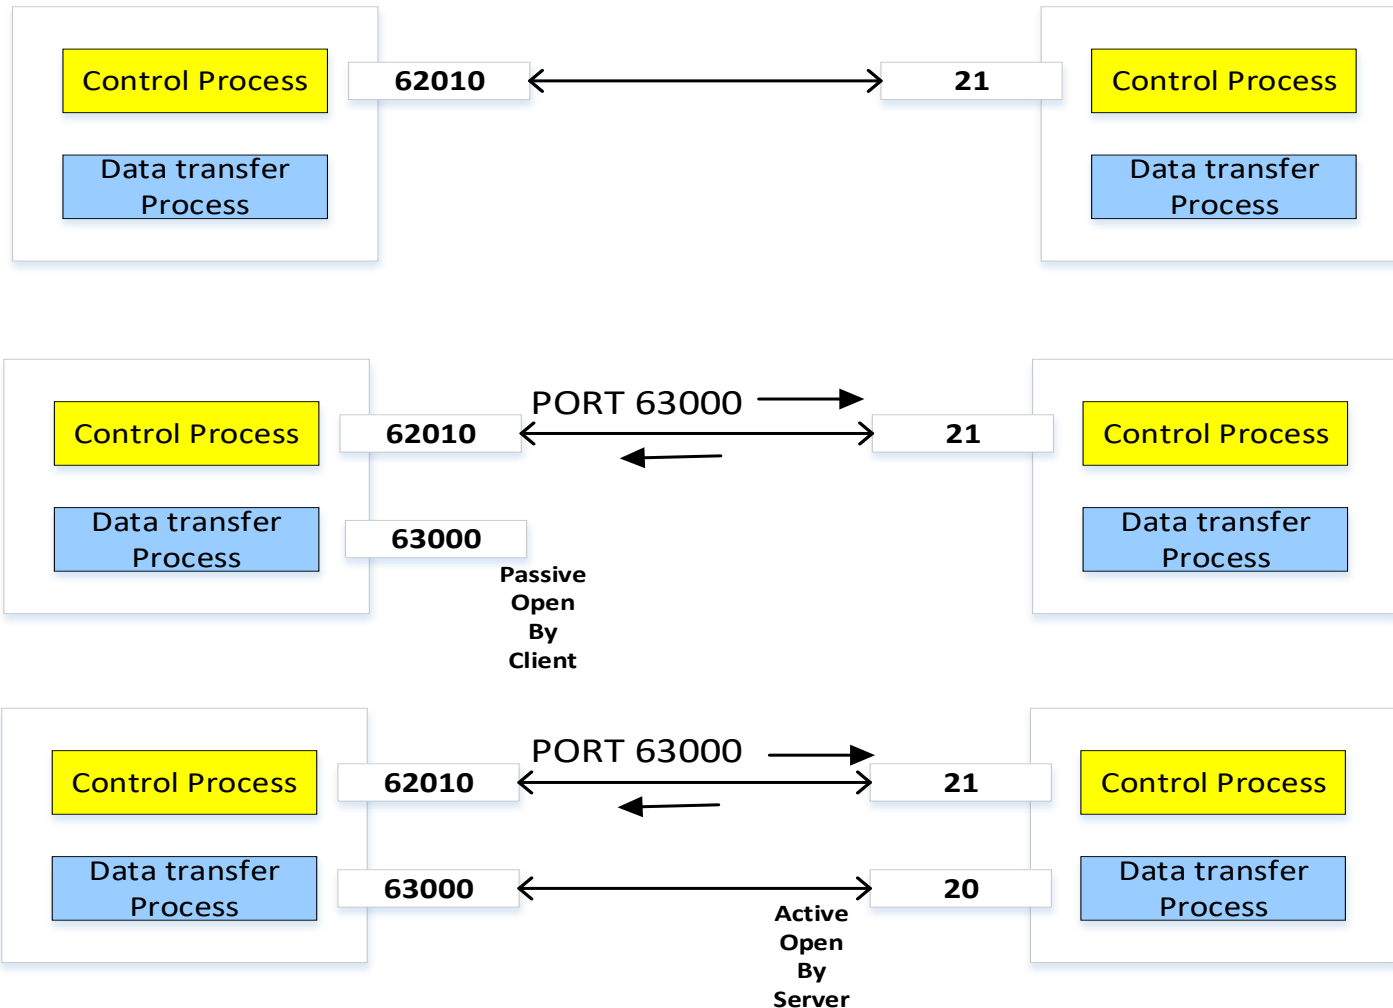 Control Process 62010 21 Control Process
Data transfer Data transfer
Process Process
PORT 63000
Control Process 62010 21 Control Process
Data transfer Data transfer
Process Process
63000
Passive
Open
By
Client
PORT 63000
Control Process 62010 21 Control Process
Data transfer Data transfer
Process Process
63000 20
Active
Open
By
Server